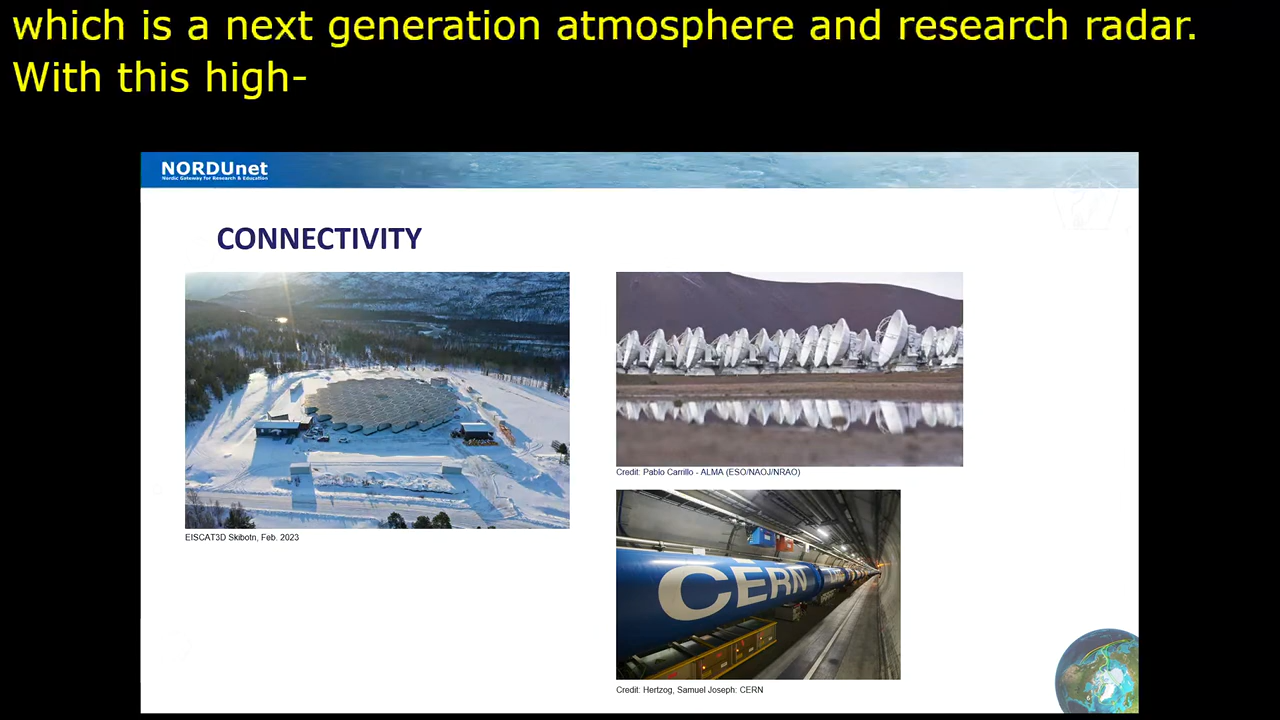 which is a next generation atmosphere and research radar.
With this high-
NORDUnet
Nordic Gateway for Research & Education
CONNECTIVITY
EISCAT3D Skibotn, Feb. 2023
Credit: Pablo Carrillo - ALMA (ESO/NAOJ/NRAO)
CERN
Credit: Hertzog, Samuel Joseph: CERN